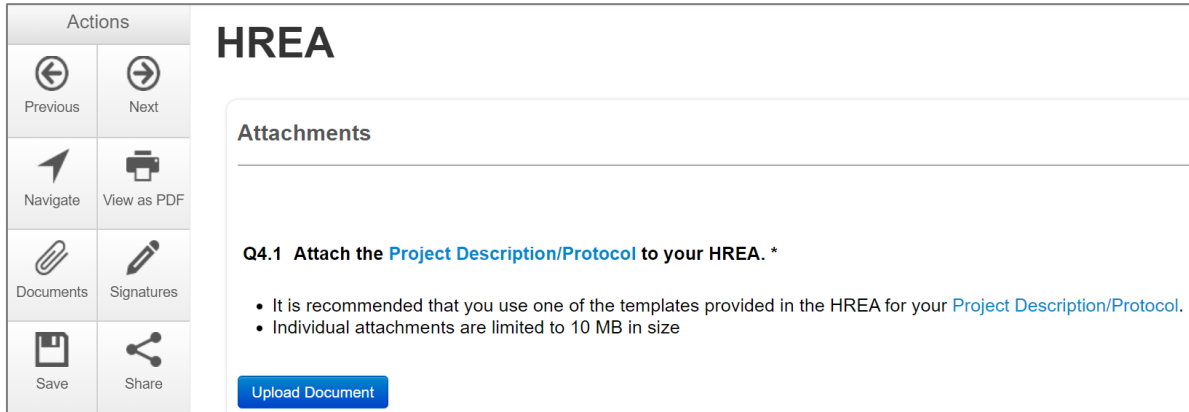 Actions
Previous
Next
Navigate
View as PDF
Documents
Signatures
Save
Share
HREA
Attachments
Q4.1 Attach the Project Description/Protocol to your HREA. *
• It is recommended that you use one of the templates provided in the HREA for your Project Description/Protocol.
• Individual attachments are limited to 10 MB in size
Upload Document